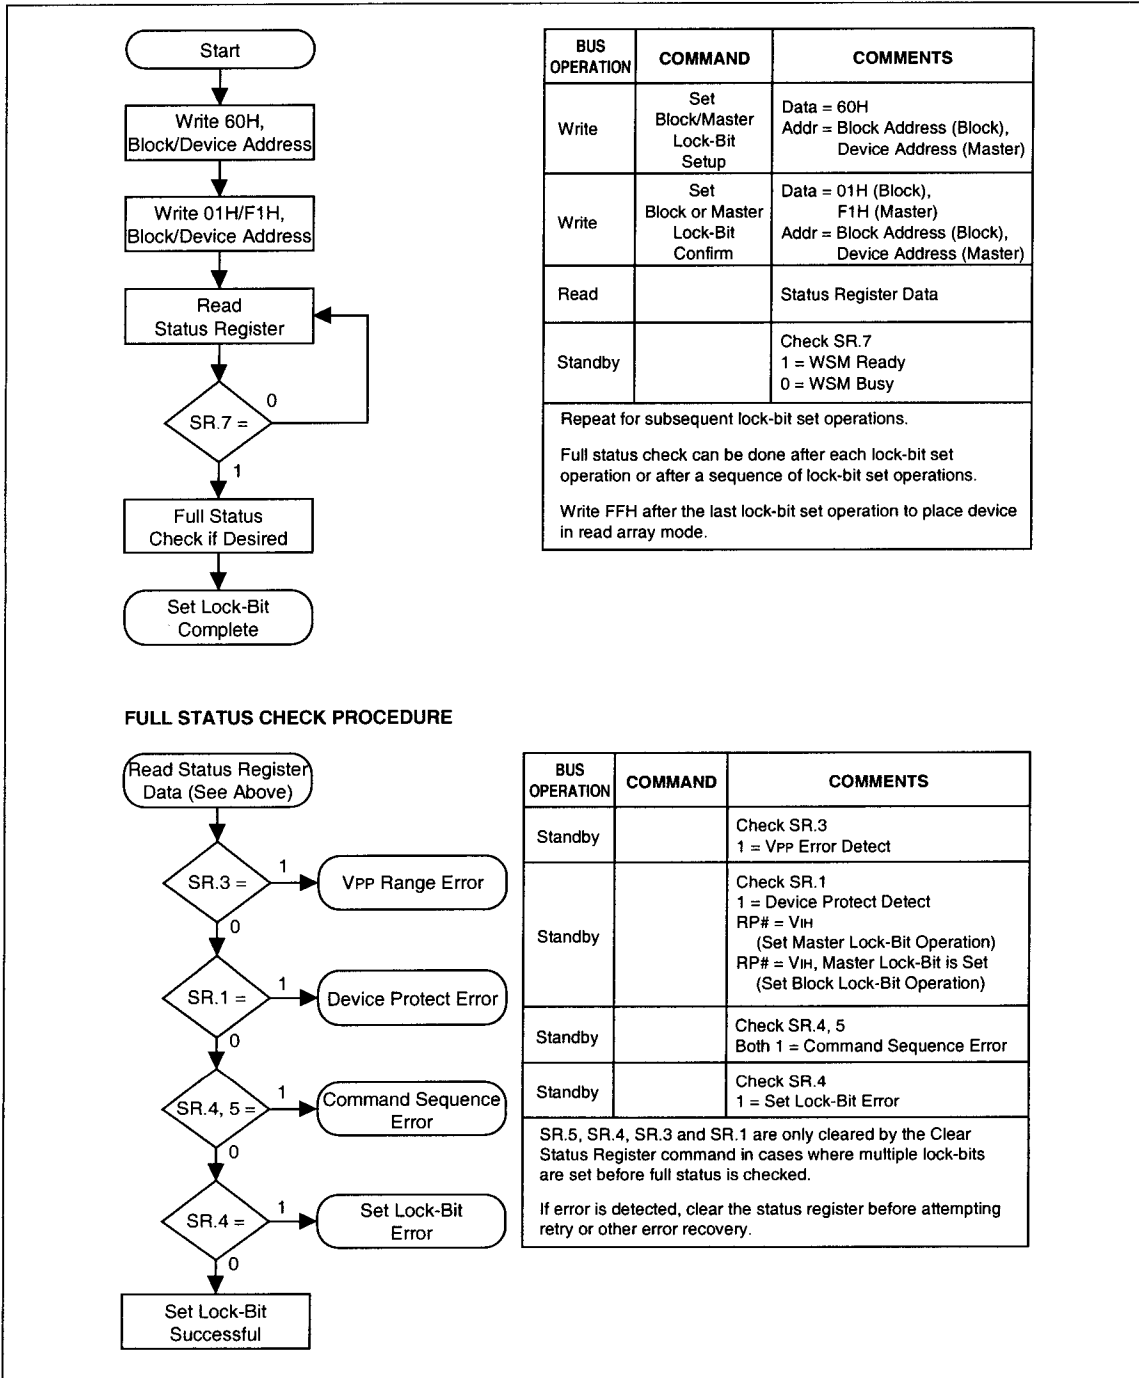 Start
Write 60H,
Block/Device Address
Write 01H/F1H,
Block/Device Address
Read
Status Register
SR.7 =
0
1
Full Status
Check if Desired
Set Lock-Bit
Complete
BUS OPERATION COMMAND COMMENTS
Write
Set
Block/Master
Lock-Bit
Setup
Data = 60H
Addr = Block Address (Block),
Device Address (Master)
Write
Set
Block or Master
Lock-Bit
Confirm
Data = 01H (Block),
F1H (Master)
Addr = Block Address (Block),
Device Address (Master)
Read
Status Register Data
Standby
Check SR.7
1 = WSM Ready
0 = WSM Busy
Repeat for subsequent lock-bit set operations.
Full status check can be done after each lock-bit set
operation or after a sequence of lock-bit set operations.
Write FFH after the last lock-bit set operation to place device
in read array mode.
FULL STATUS CHECK PROCEDURE
Read Status Register
Data (See Above)
SR.3 =
1
VPP Range Error
0
SR.1 =
1
Device Protect Error
0
SR.4, 5 =
1
Command Sequence
Error
0
SR.4 =
1
Set Lock-Bit
Error
0
Set Lock-Bit
Successful
BUS OPERATION COMMAND COMMENTS
Standby
Check SR.3
1 = VPP Error Detect
Standby
Check SR.1
1 = Device Protect Detect
RP# = VIH
(Set Master Lock-Bit Operation)
RP# = VIH, Master Lock-Bit is Set
(Set Block Lock-Bit Operation)
Standby
Check SR.4, 5
Both 1 = Command Sequence Error
Standby
Check SR.4
1 = Set Lock-Bit Error
SR.5, SR.4, SR.3 and SR.1 are only cleared by the Clear
Status Register command in cases where multiple lock-bits
are set before full status is checked.
If error is detected, clear the status register before attempting
retry or other error recovery.